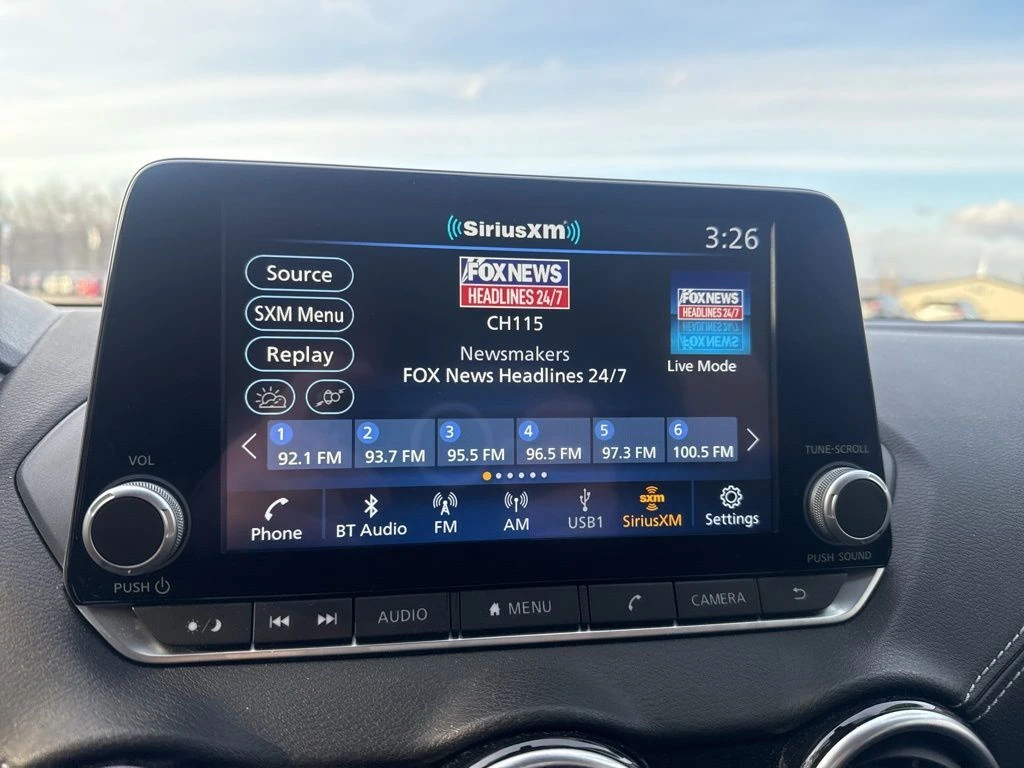 SiriusXM
3:26
Source
SXM Menu
Replay
FOX NEWS
HEADLINES 24/7
CH115
Newsmakers
FOX News Headlines 24/7
FOX NEWS
HEADLINES 24/7
Live Mode
1 2 3 4 5 6
92.1 FM 93.7 FM 95.5 FM 96.5 FM 97.3 FM 100.5 FM
sxm
Phone BT Audio FM AM USB1 SiriusXM Settings
VOL
PUSH
TUNE·SCROLL
PUSH SOUND
AUDIO MENU CAMERA